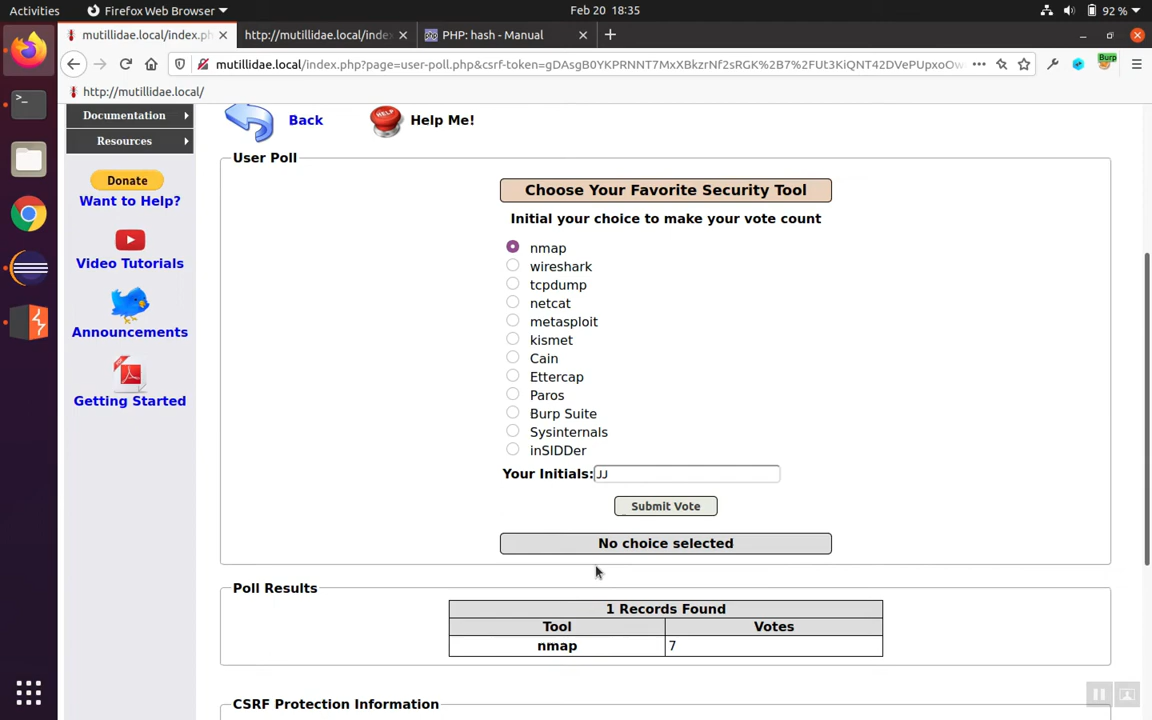 Activities
Firefox Web Browser
Feb 20 18:35
92 %
mutillidae.local/index.ph
http://mutillidae.local/index
PHP: hash - Manual
mutillidae.local/index.php?page=user-poll.php&csrf-token=gDAsgB0YKPRNNT7MxXBkzrNf2sRGK%2B7%2FUt3KiQNT42DVePUpxoOw
Burp
http://mutillidae.local/
Documentation
Resources
Donate
Want to Help?
Video Tutorials
Announcements
PDF
Getting Started
Back
HELP
Help Me!
User Poll
Choose Your Favorite Security Tool
Initial your choice to make your vote count
nmap
wireshark
tcpdump
netcat
metasploit
kismet
Cain
Ettercap
Paros
Burp Suite
Sysinternals
inSIDDer
Your Initials: JJ
Submit Vote
No choice selected
Poll Results
1 Records Found
Tool Votes
nmap 7
CSRF Protection Information